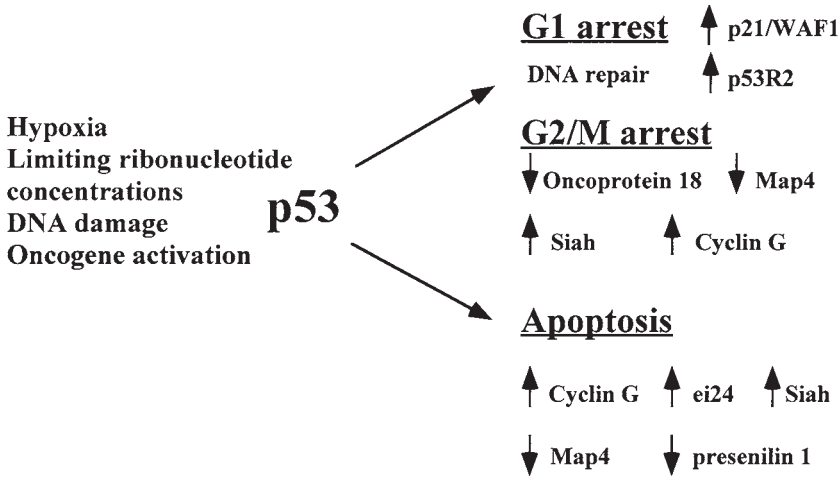 Hypoxia
Limiting ribonucleotide
concentrations
DNA damage
Oncogene activation
p53
G1 arrest ↑ p21/WAF1
DNA repair ↑ p53R2
G2/M arrest
↓ Oncoprotein 18 ↓ Map4
↑ Siah ↑ Cyclin G
Apoptosis
↑ Cyclin G ↑ ei24 ↑ Siah
↓ Map4 ↓ presenilin 1